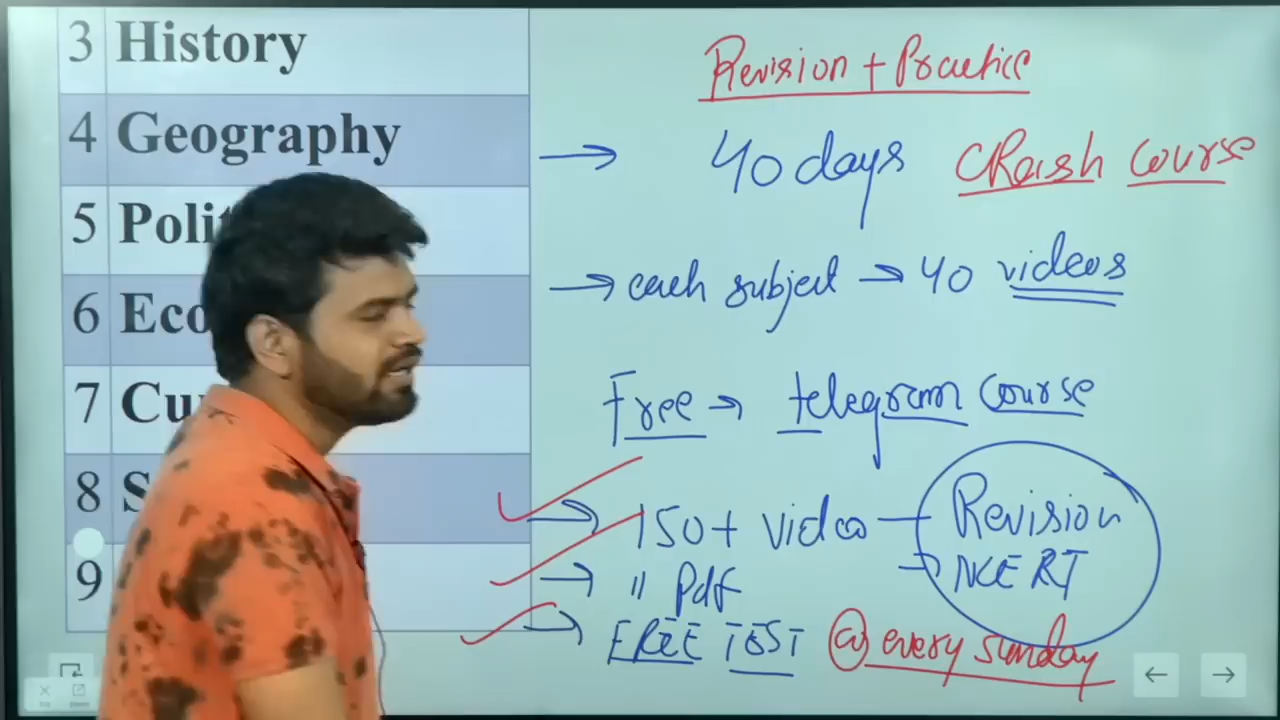 3 History
4 Geography
5 Polit
6 Eco
7 Cu
8 S
9
Revision + Practice
→ 40 days Crash Course
→ each subject → 40 videos
Free → telegram course
→ 150+ video — Revision
→ NCERT
→ " Pdf
→ FREE TEST @ every sunday